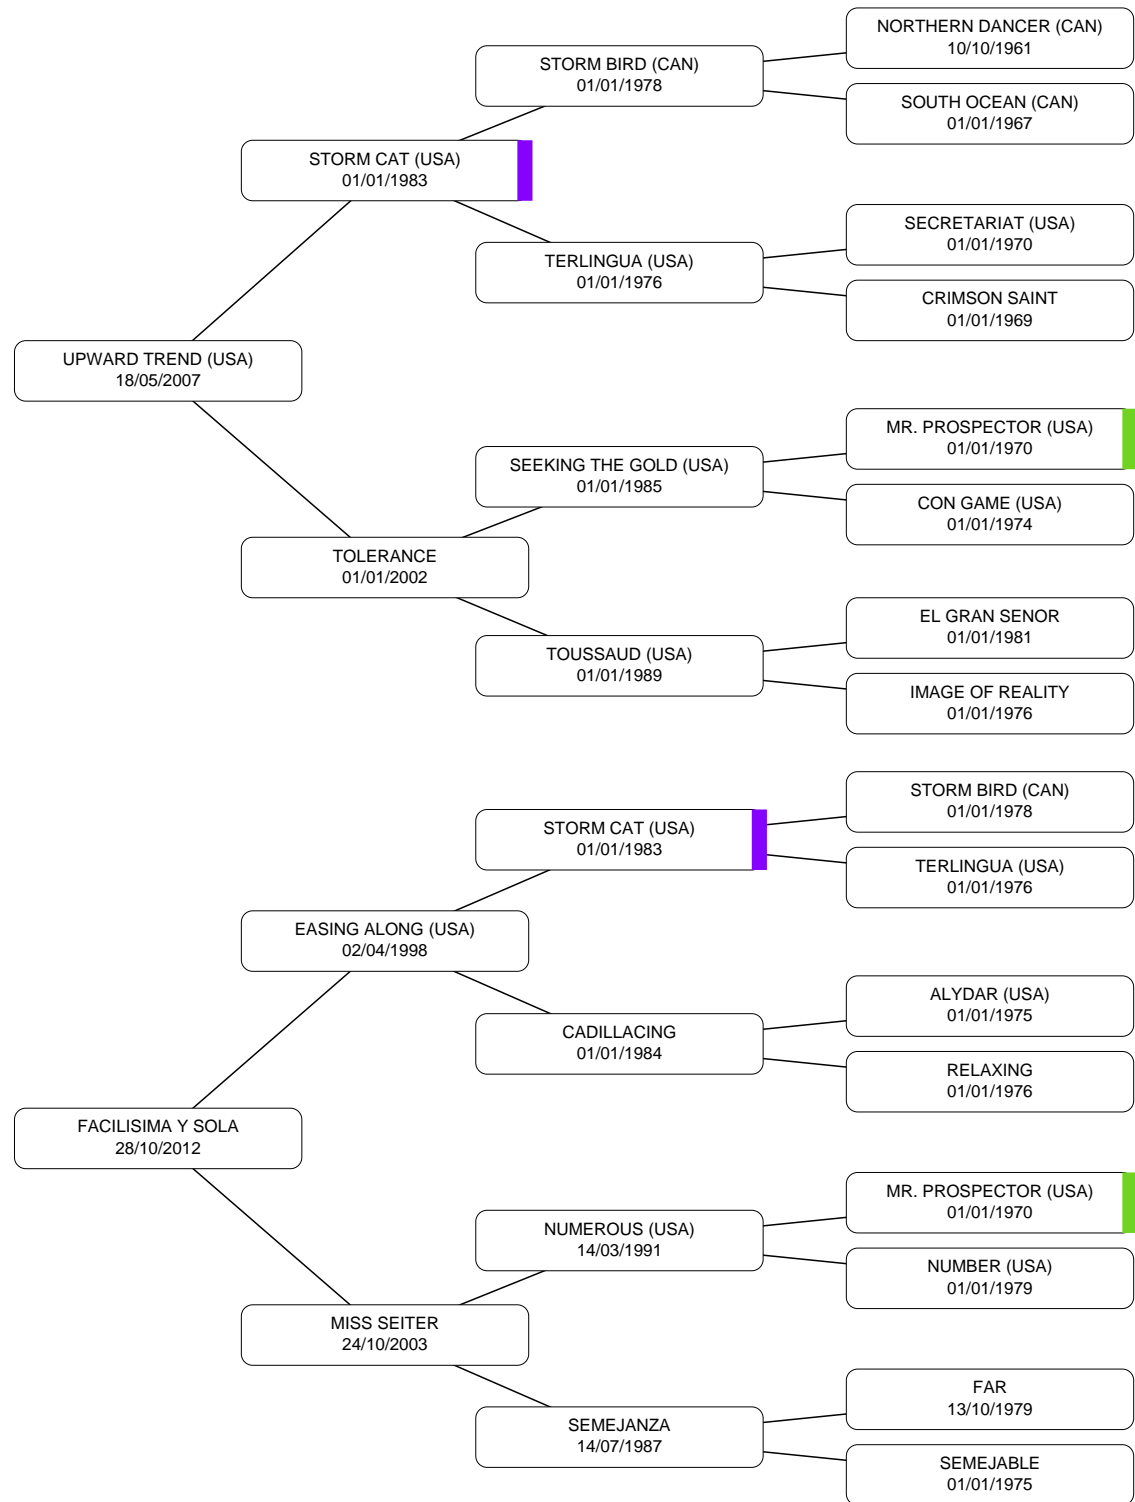 NORTHERN DANCER (CAN)
10/10/1961
STORM BIRD (CAN)
01/01/1978
SOUTH OCEAN (CAN)
01/01/1967
STORM CAT (USA)
01/01/1983
SECRETARIAT (USA)
01/01/1970
TERLINGUA (USA)
01/01/1976
CRIMSON SAINT
01/01/1969
UPWARD TREND (USA)
18/05/2007
MR. PROSPECTOR (USA)
01/01/1970
SEEKING THE GOLD (USA)
01/01/1985
CON GAME (USA)
01/01/1974
TOLERANCE
01/01/2002
EL GRAN SENOR
01/01/1981
TOUSSAUD (USA)
01/01/1989
IMAGE OF REALITY
01/01/1976
STORM BIRD (CAN)
01/01/1978
STORM CAT (USA)
01/01/1983
TERLINGUA (USA)
01/01/1976
EASING ALONG (USA)
02/04/1998
ALYDAR (USA)
01/01/1975
CADILLACING
01/01/1984
RELAXING
01/01/1976
FACILISIMA Y SOLA
28/10/2012
MR. PROSPECTOR (USA)
01/01/1970
NUMEROUS (USA)
14/03/1991
NUMBER (USA)
01/01/1979
MISS SEITER
24/10/2003
FAR
13/10/1979
SEMEJANZA
14/07/1987
SEMEJABLE
01/01/1975